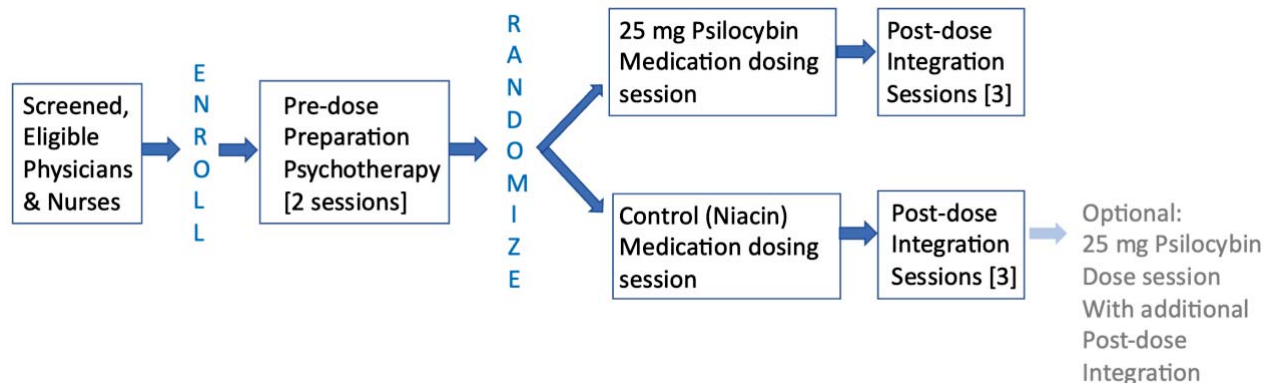 Screened,
Eligible
Physicians
& Nurses
ENROLL
Pre-dose
Preparation
Psychotherapy
[2 sessions]
RANDOMIZE
25 mg Psilocybin
Medication dosing
session
Post-dose
Integration
Sessions [3]
Control (Niacin)
Medication dosing
session
Post-dose
Integration
Sessions [3]
Optional:
25 mg Psilocybin
Dose session
With additional
Post-dose
Integration